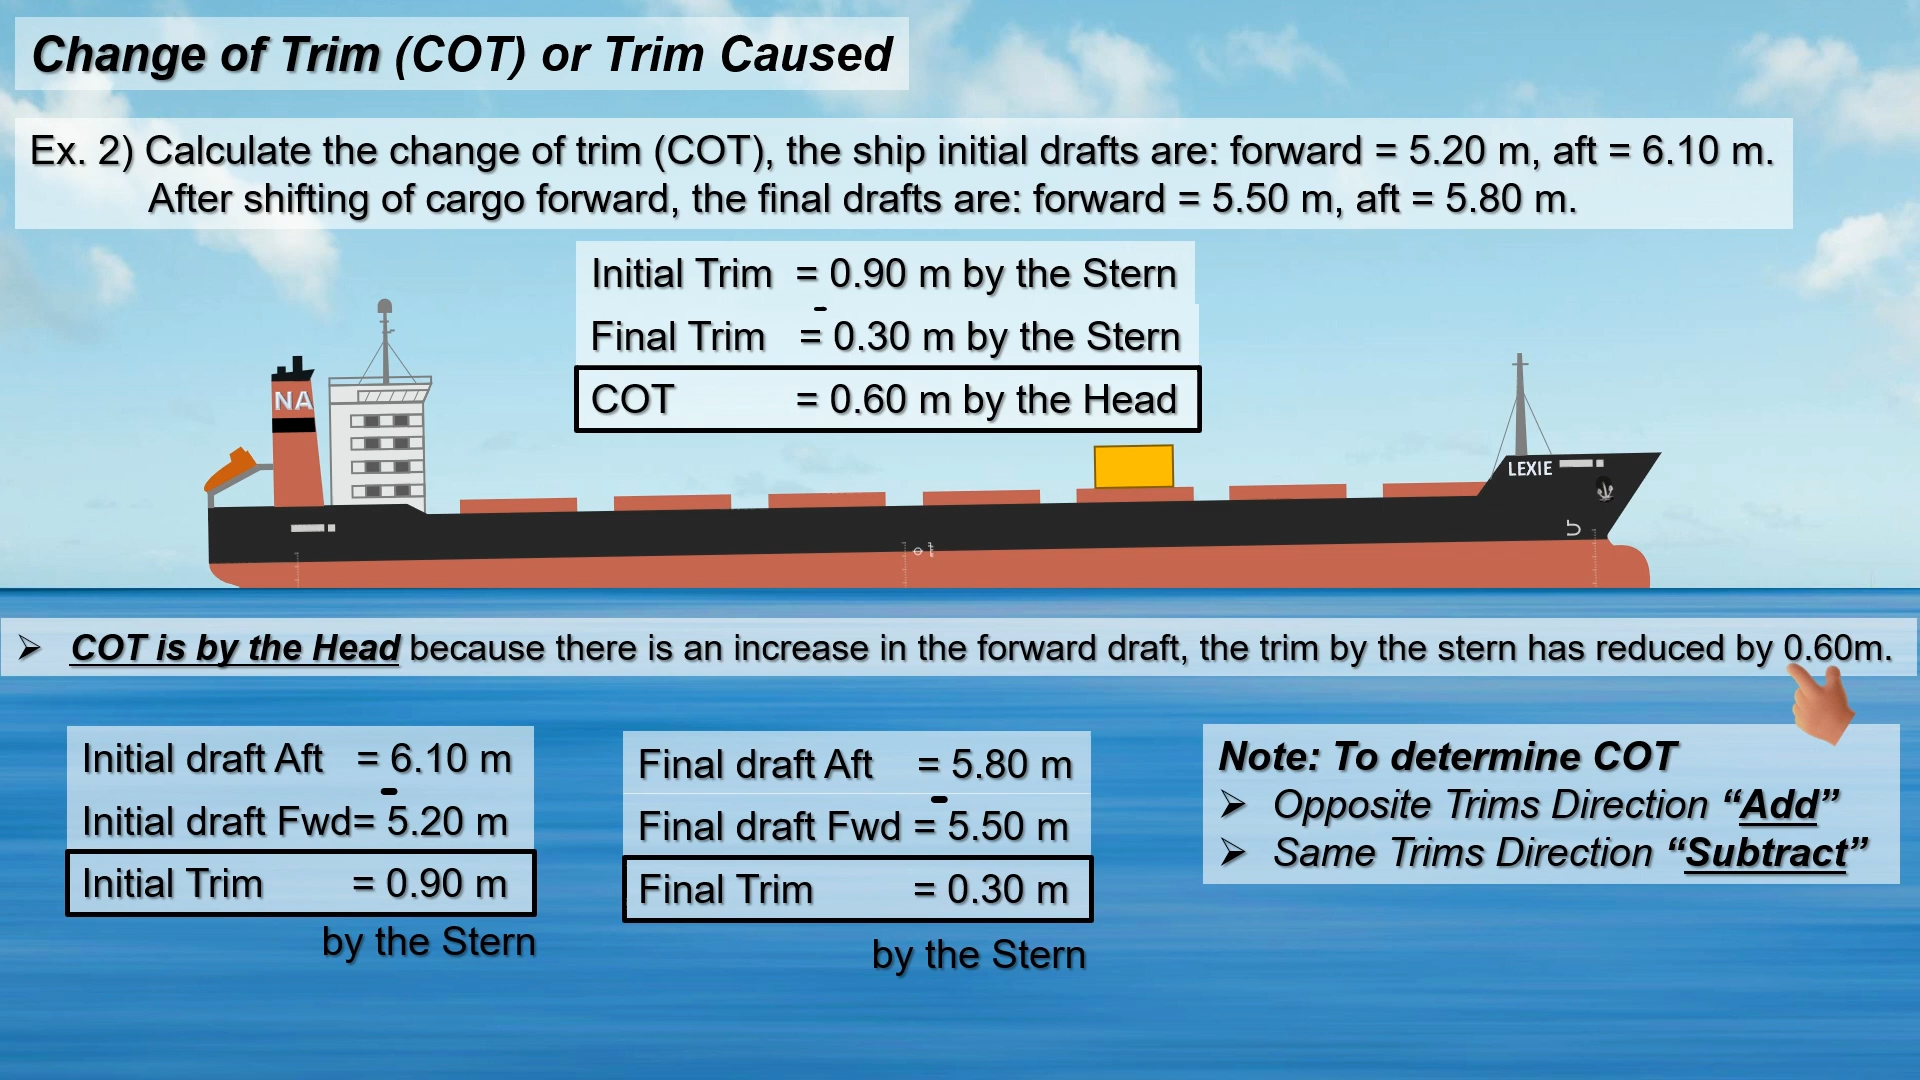 Change of Trim (COT) or Trim Caused
Ex. 2) Calculate the change of trim (COT), the ship initial drafts are: forward = 5.20 m, aft = 6.10 m.
After shifting of cargo forward, the final drafts are: forward = 5.50 m, aft = 5.80 m.
Initial Trim = 0.90 m by the Stern
-
Final Trim = 0.30 m by the Stern
COT = 0.60 m by the Head
NA
LEXIE
➢ COT is by the Head because there is an increase in the forward draft, the trim by the stern has reduced by 0.60m.
Initial draft Aft = 6.10 m
-
Initial draft Fwd= 5.20 m
Initial Trim = 0.90 m
by the Stern
Final draft Aft = 5.80 m
-
Final draft Fwd = 5.50 m
Final Trim = 0.30 m
by the Stern
Note: To determine COT
➢ Opposite Trims Direction “Add”
➢ Same Trims Direction “Subtract”